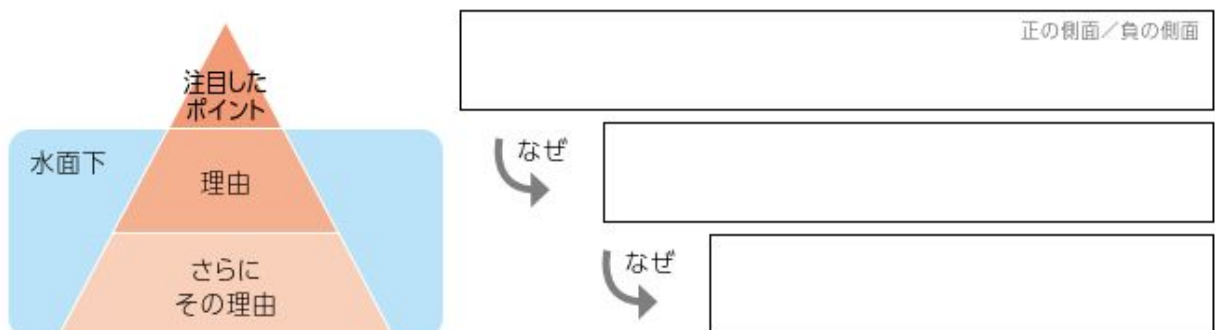 注目した
ポイント
正の側面／負の側面
水面下
理由
なぜ
さらに
その理由
なぜ